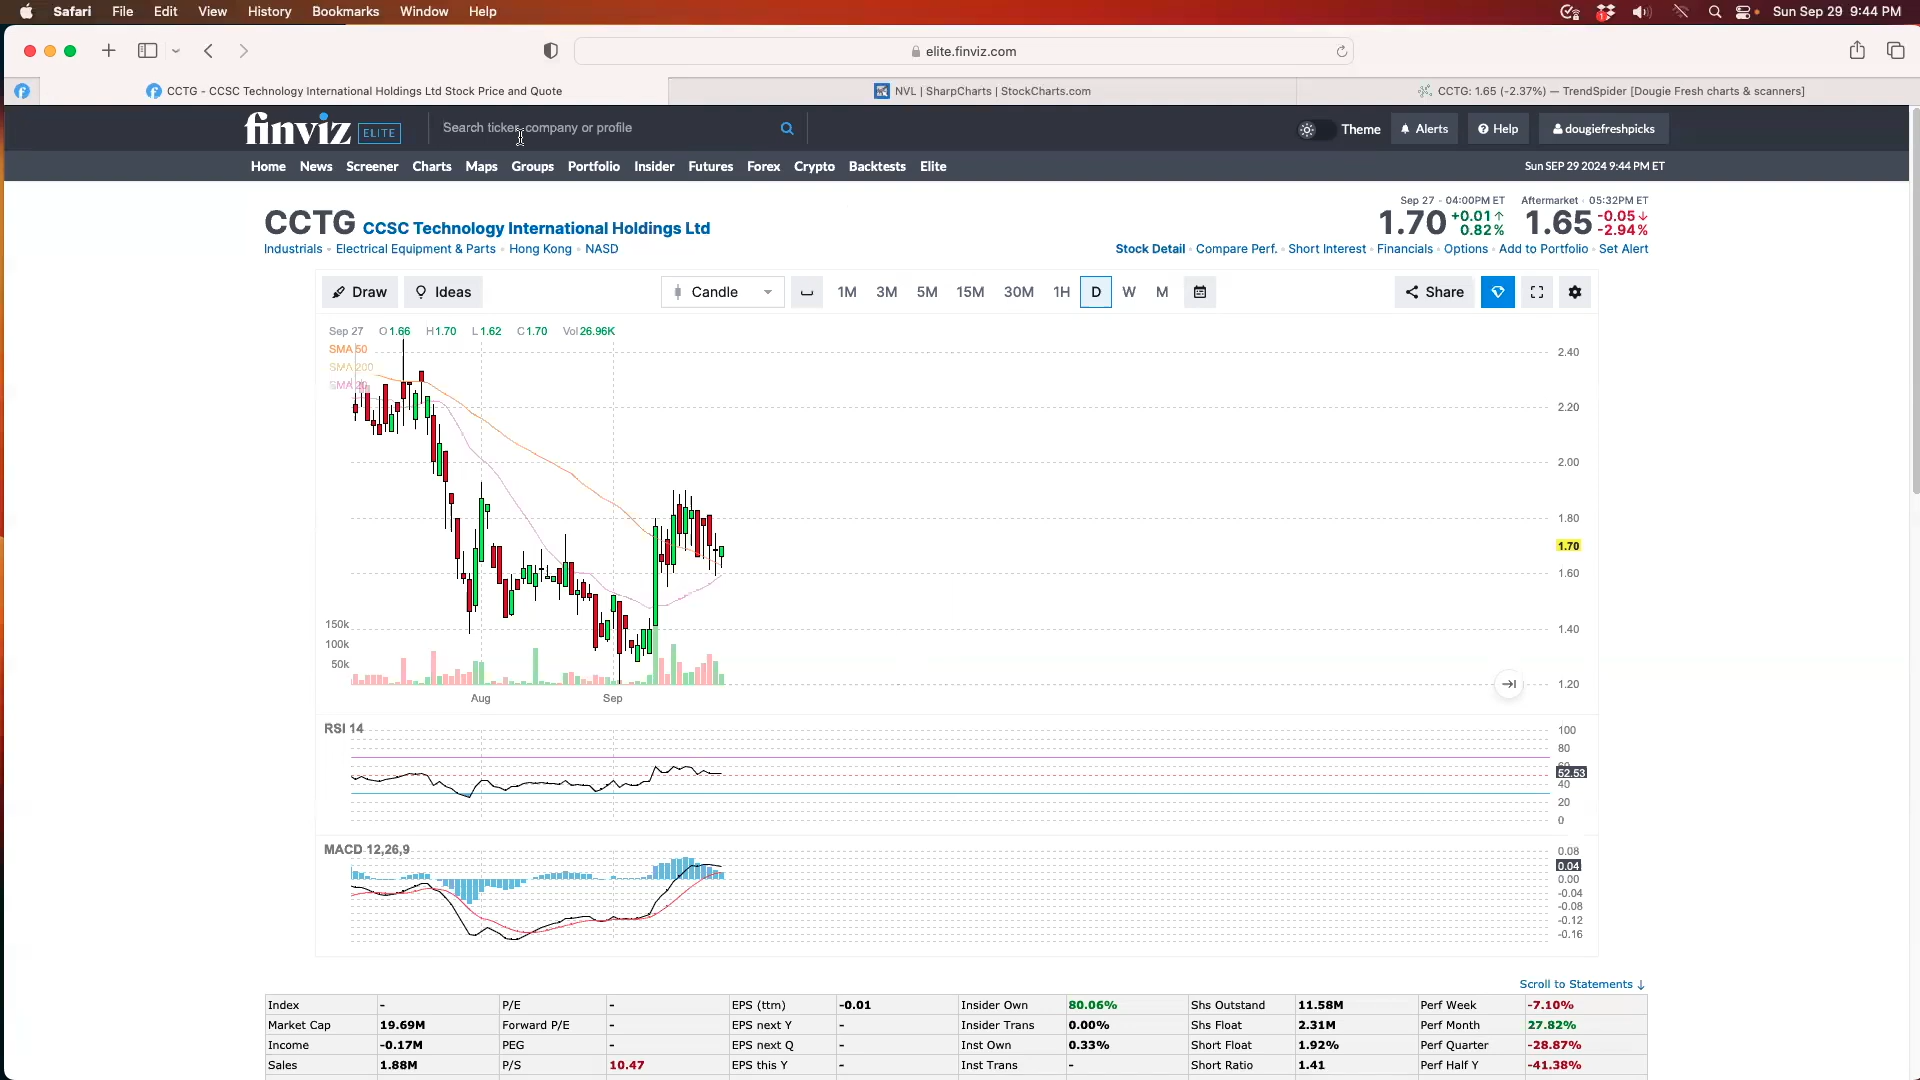 Safari File Edit View History Bookmarks Window Help Sun Sep 29 9:44 PM
elite.finviz.com
CCTG - CCSC Technology International Holdings Ltd Stock Price and Quote
NVL | SharpCharts | StockCharts.com
CCTG: 1.65 (-2.37%) — TrendSpider [Dougie Fresh charts & scanners]
finviz ELITE Search ticker, company or profile Theme Alerts Help dougiefreshpicks
Home News Screener Charts Maps Groups Portfolio Insider Futures Forex Crypto Backtests Elite Sun SEP 29 2024 9:44 PM ET
Sep 27 · 04:00PM ET Aftermarket · 05:32PM ET
CCTG CCSC Technology International Holdings Ltd 1.70 +0.01↑ 0.82% 1.65 -0.05↓ -2.94%
Industrials · Electrical Equipment & Parts · Hong Kong · NASD Stock Detail · Compare Perf. · Short Interest · Financials · Options · Add to Portfolio · Set Alert
Draw Ideas Candle 1M 3M 5M 15M 30M 1H D W M Share
Sep 27 O1.66 H1.70 L1.62 C1.70 Vol26.96K
SMA 50
SMA 200
SMA 20
2.40
2.20
2.00
1.80
1.70
1.60
1.40
1.20
150k
100k
50k
Aug Sep
RSI 14
100
80
52.53
40
20
0
MACD 12,26,9
0.08
0.04
0.00
-0.04
-0.08
-0.12
-0.16
Scroll to Statements ↓
Index - P/E - EPS (ttm) -0.01 Insider Own 80.06% Shs Outstand 11.58M Perf Week -7.10%
Market Cap 19.69M Forward P/E - EPS next Y - Insider Trans 0.00% Shs Float 2.31M Perf Month 27.82%
Income -0.17M PEG - EPS next Q - Inst Own 0.33% Short Float 1.92% Perf Quarter -28.87%
Sales 1.88M P/S 10.47 EPS this Y - Inst Trans - Short Ratio 1.41 Perf Half Y -41.38%